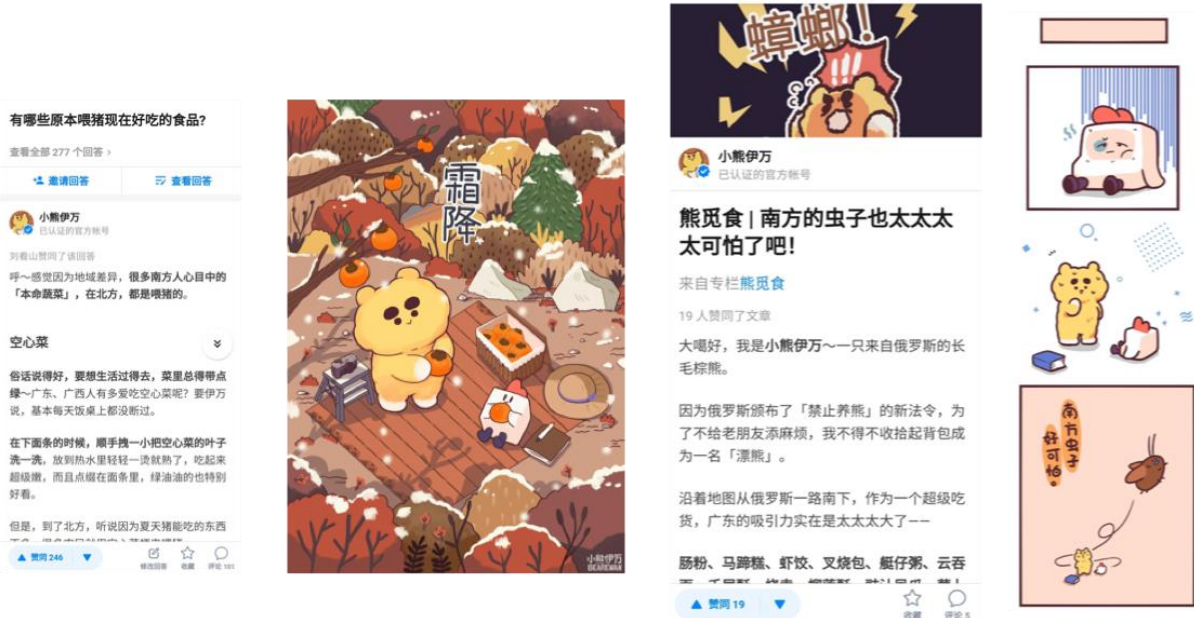 有哪些原本喂猪现在好吃的食品?
查看全部 277 个回答 >
邀请回答
查看回答
小熊伊万
已认证的官方帐号
刘看山赞同了该回答
呼～感觉因为地域差异，很多南方人心目中的
「本命蔬菜」，在北方，都是喂猪的。
空心菜
俗话说得好，要想生活过得去，菜里总得带点
绿～广东、广西人有多爱吃空心菜呢？要伊万
说，基本每天饭桌上都没断过。
在下面条的时候，顺手拽一小把空心菜的叶子
洗一洗，放到热水里轻轻一烫就熟了，吃起来
超级嫩，而且点缀在面条里，绿油油的也特别
好看。
但是，到了北方，听说因为夏天猪能吃的东西
赞同 246
修改回答
收藏
评论 101
霜降
小熊伊万
BEAREWAN
蟑螂！
!!!
小熊伊万
已认证的官方帐号
熊觅食 | 南方的虫子也太太太
太可怕了吧！
来自专栏熊觅食
19 人赞同了文章
大噶好，我是小熊伊万～一只来自俄罗斯的长
毛棕熊。
因为俄罗斯颁布了「禁止养熊」的新法令，为
了不给老朋友添麻烦，我不得不收拾起背包成
为一名「漂熊」。
沿着地图从俄罗斯一路南下，作为一个超级吃
货，广东的吸引力实在是太太太大了——
肠粉、马蹄糕、虾饺、叉烧包、艇仔粥、云吞
赞同 19
收藏
评论 5
南方虫子
好可怕。